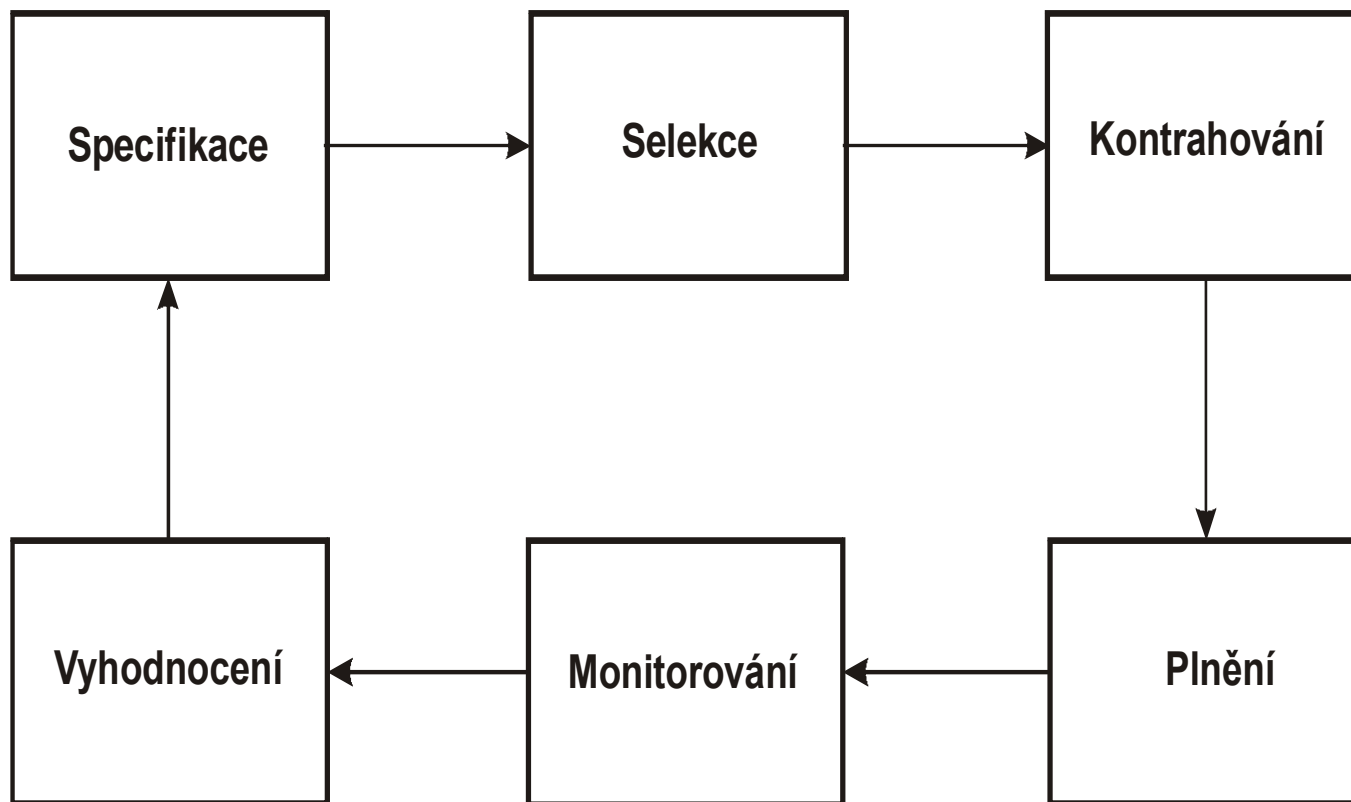 Specifikace
Selekce
Kontrahování
Vyhodnocení
Monitorování
Plnění